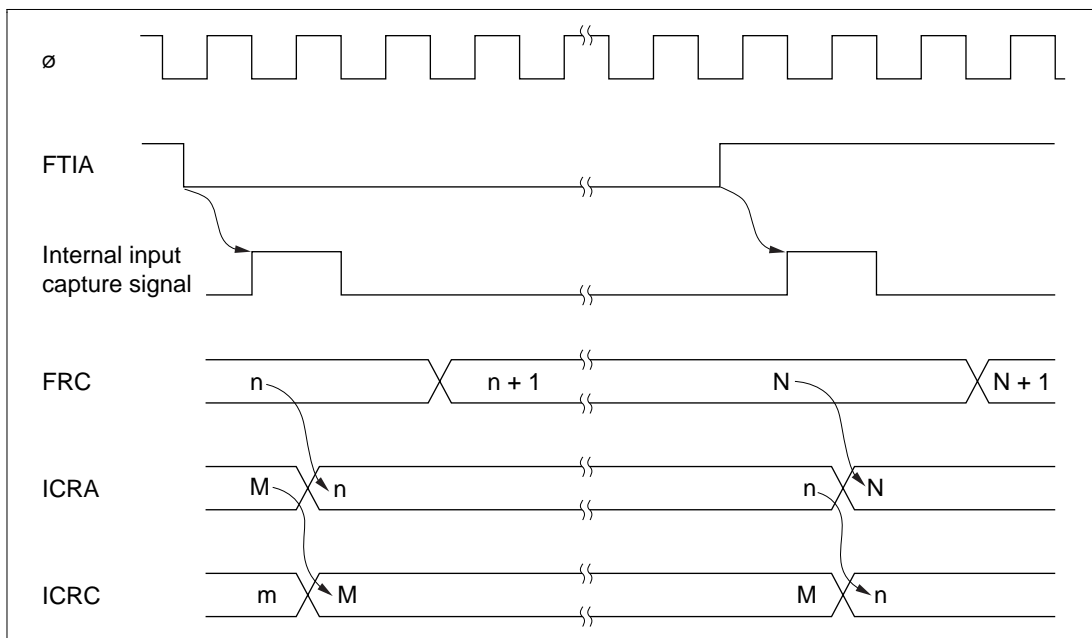 ø
FTIA
Internal input
capture signal
FRC n n + 1 N N + 1
ICRA M n n N
ICRC m M M n